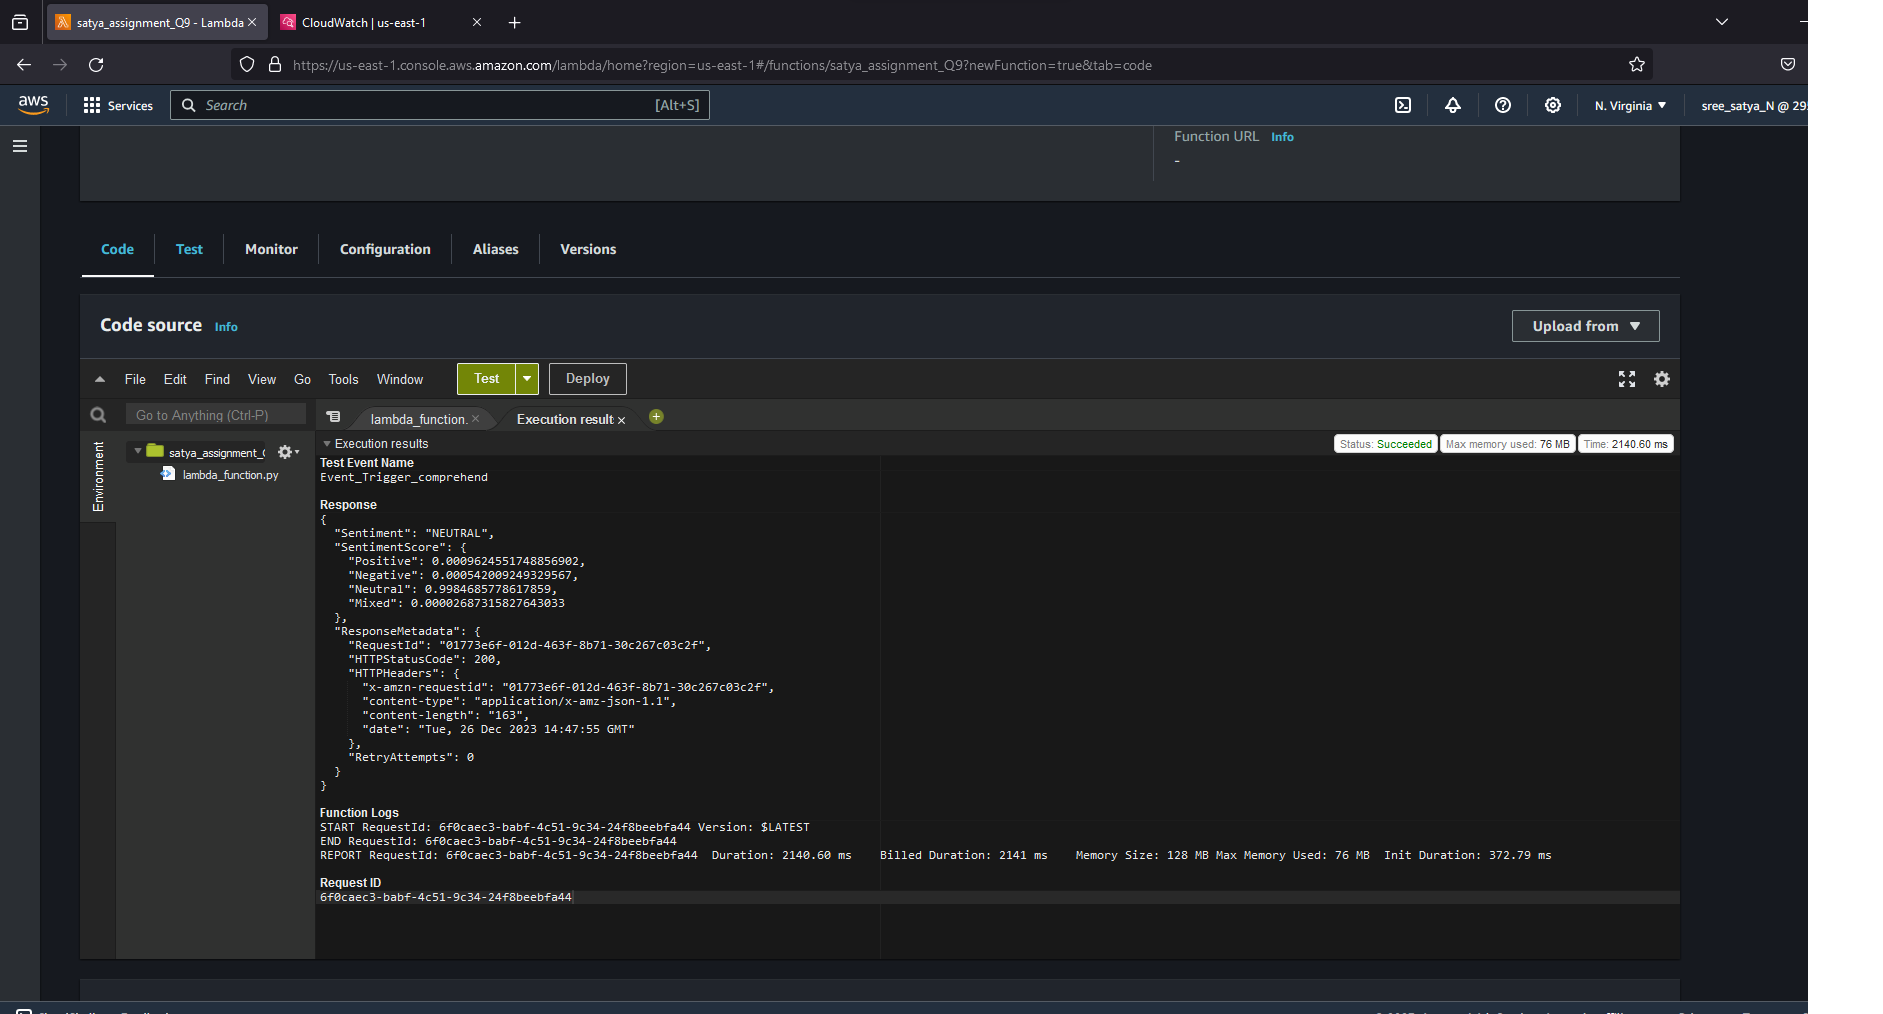 satya_assignment_Q9 - Lambda
CloudWatch | us-east-1
https://us-east-1.console.aws.amazon.com/lambda/home?region=us-east-1#/functions/satya_assignment_Q9?newFunction=true&tab=code
aws
Services
Search
[Alt+S]
N. Virginia
sree_satya_N @ 295
Function URL Info
-
Code
Test
Monitor
Configuration
Aliases
Versions
Code source Info
Upload from
File Edit Find View Go Tools Window
Test
Deploy
Go to Anything (Ctrl-P)
lambda_function.
Execution result
Environment
satya_assignment_
lambda_function.py
Execution results
Status: Succeeded
Max memory used: 76 MB
Time: 2140.60 ms
Test Event Name
Event_Trigger_comprehend
Response
{
"Sentiment": "NEUTRAL",
"SentimentScore": {
"Positive": 0.0009624551748856902,
"Negative": 0.000542009249329567,
"Neutral": 0.9984685778617859,
"Mixed": 0.00002687315827643033
},
"ResponseMetadata": {
"RequestId": "01773e6f-012d-463f-8b71-30c267c03c2f",
"HTTPStatusCode": 200,
"HTTPHeaders": {
"x-amzn-requestid": "01773e6f-012d-463f-8b71-30c267c03c2f",
"content-type": "application/x-amz-json-1.1",
"content-length": "163",
"date": "Tue, 26 Dec 2023 14:47:55 GMT"
},
"RetryAttempts": 0
}
}
Function Logs
START RequestId: 6f0caec3-babf-4c51-9c34-24f8beebfa44 Version: $LATEST
END RequestId: 6f0caec3-babf-4c51-9c34-24f8beebfa44
REPORT RequestId: 6f0caec3-babf-4c51-9c34-24f8beebfa44 Duration: 2140.60 ms Billed Duration: 2141 ms Memory Size: 128 MB Max Memory Used: 76 MB Init Duration: 372.79 ms
Request ID
6f0caec3-babf-4c51-9c34-24f8beebfa44